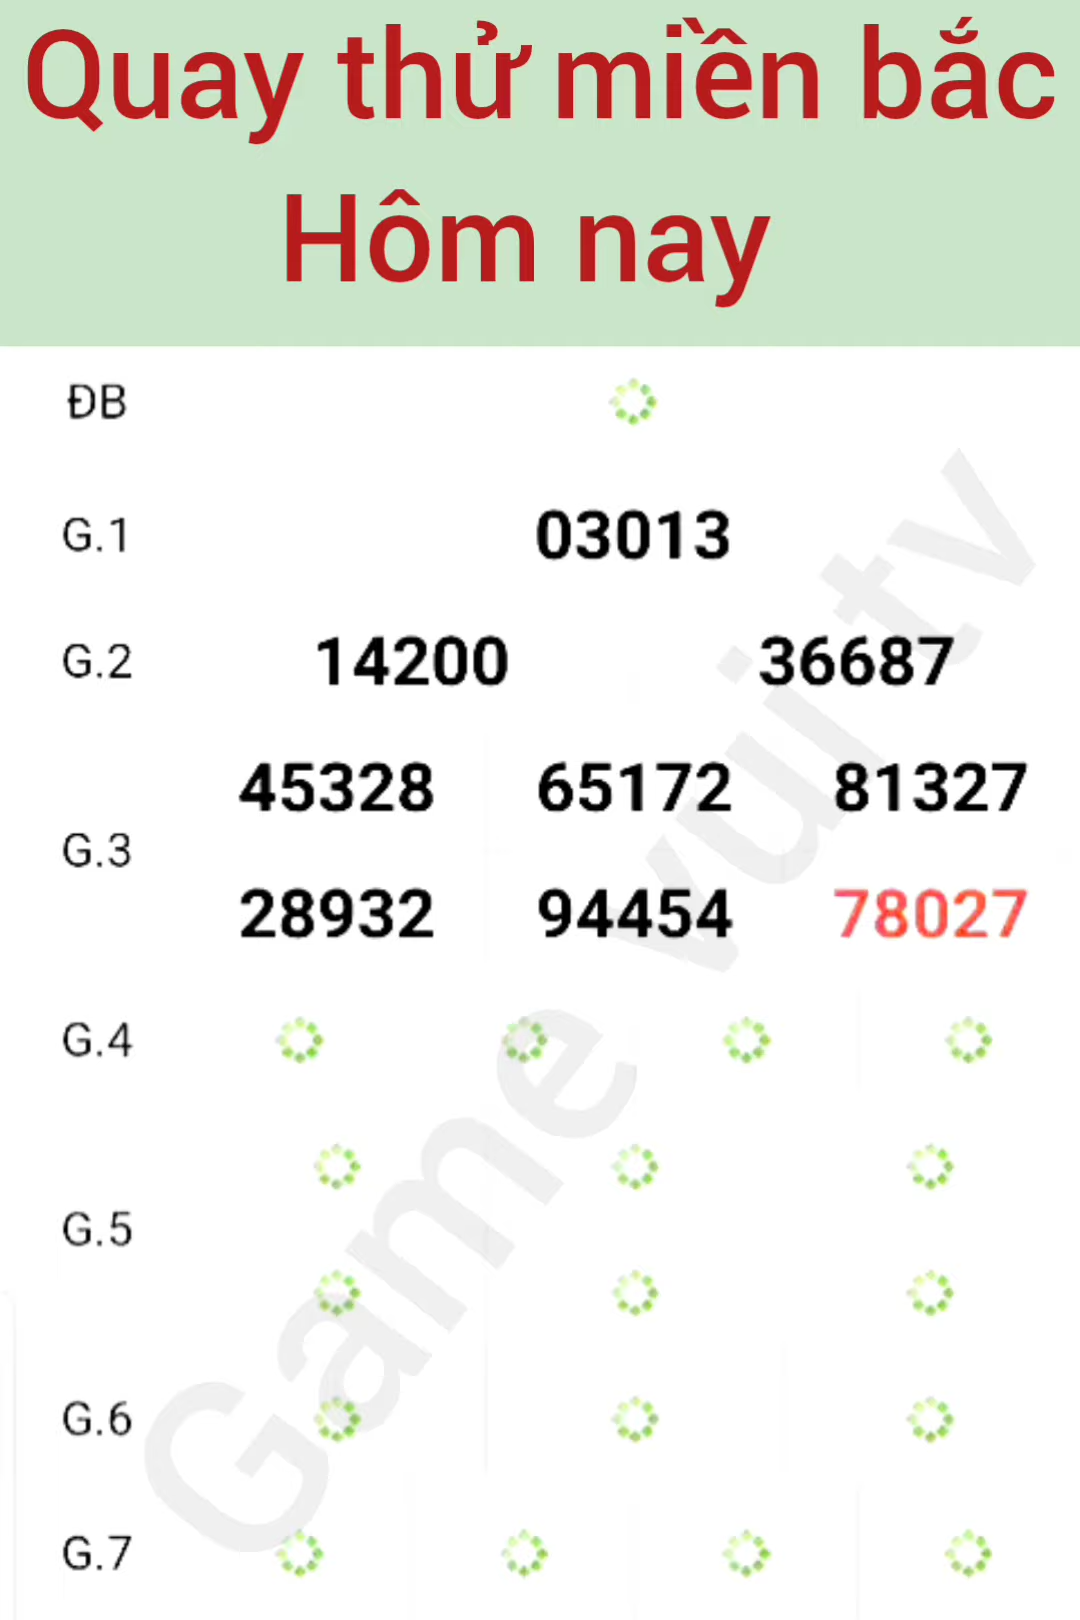 Quay thử miền bắc
Hôm nay
ĐB
G.1 03013
G.2 14200 36687
45328 65172 81327
G.3
28932 94454 78027
G.4
G.5
G.6
G.7
Game vui tv